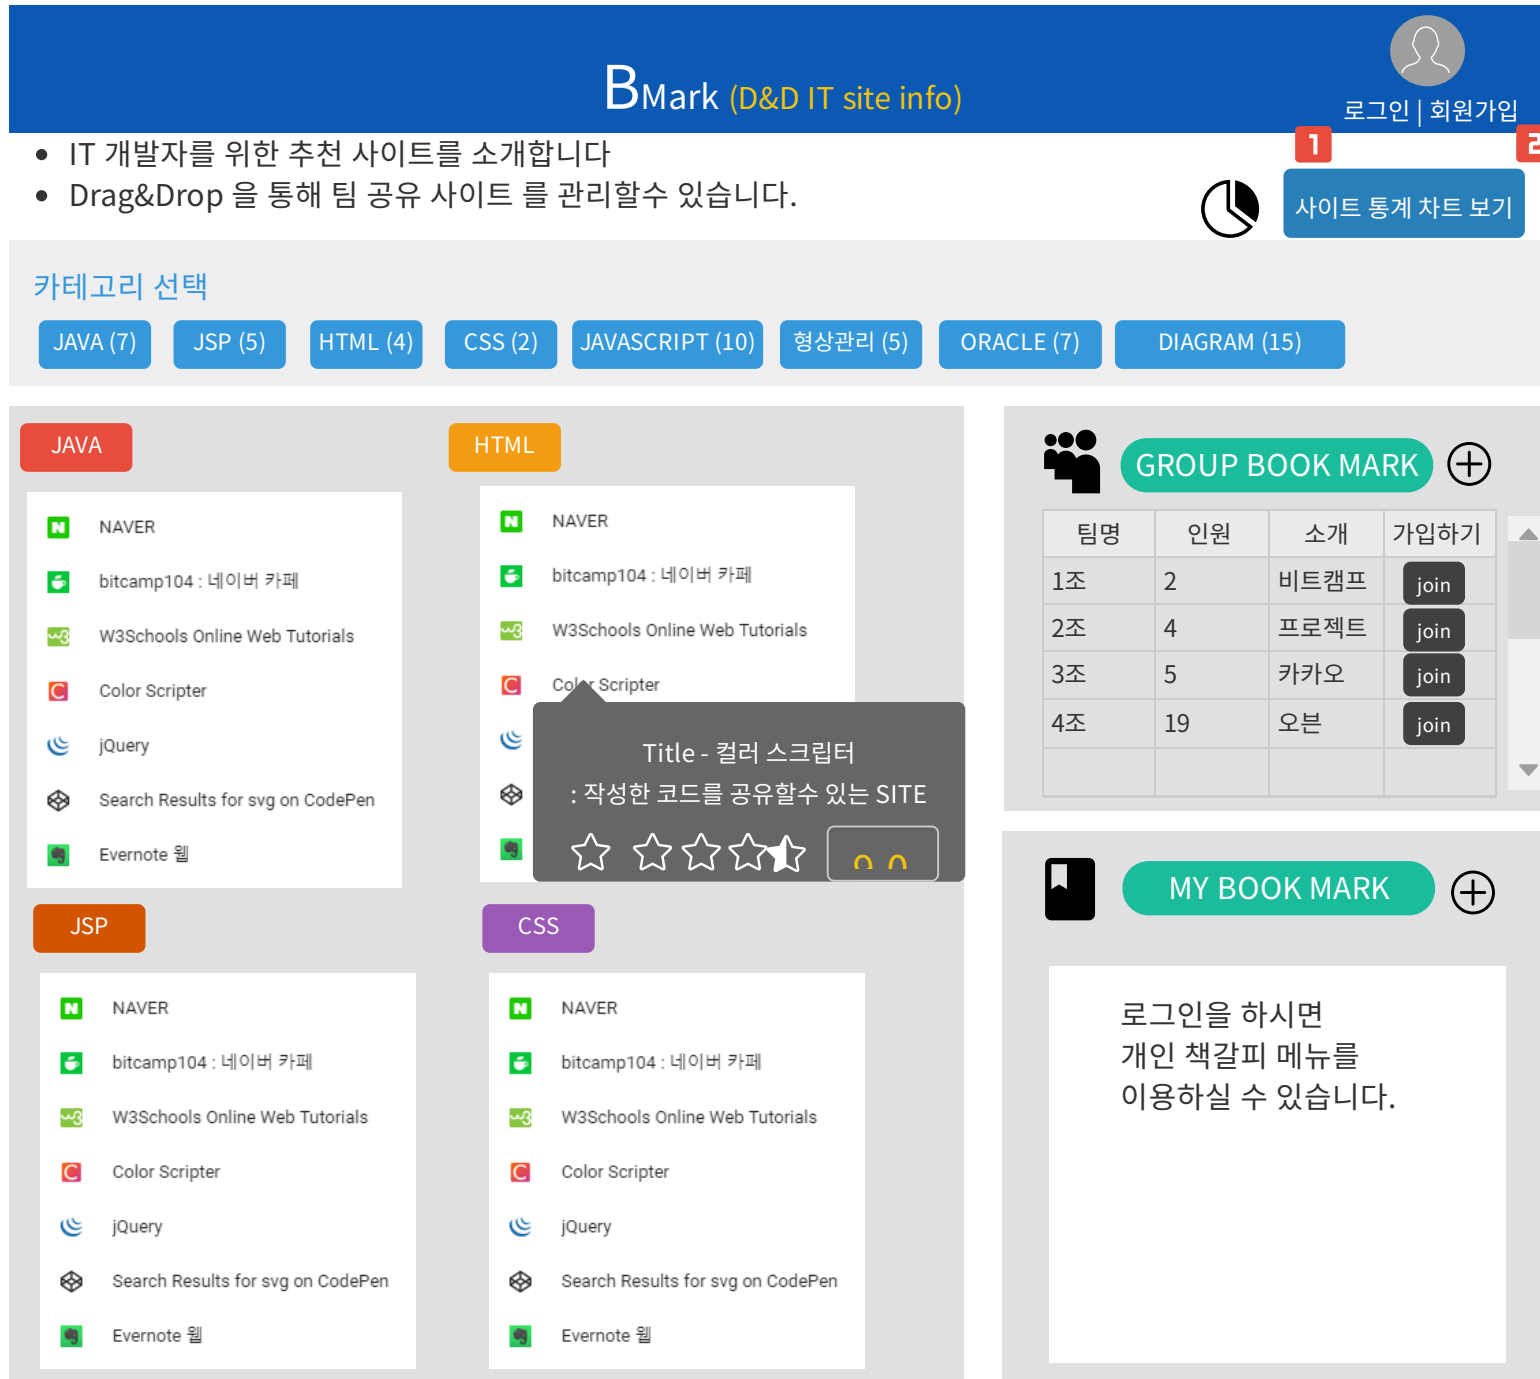 BMark (D&D IT site info)
로그인 | 회원가입
1
2
IT 개발자를 위한 추천 사이트를 소개합니다
Drag&Drop 을 통해 팀 공유 사이트 를 관리할수 있습니다.
사이트 통계 차트 보기
카테고리 선택
JAVA (7) JSP (5) HTML (4) CSS (2) JAVASCRIPT (10) 형상관리 (5) ORACLE (7) DIAGRAM (15)
JAVA
NAVER
bitcamp104 : 네이버 카페
W3Schools Online Web Tutorials
Color Scripter
jQuery
Search Results for svg on CodePen
Evernote 웹
HTML
NAVER
bitcamp104 : 네이버 카페
W3Schools Online Web Tutorials
Color Scripter
Title - 컬러 스크립터
: 작성한 코드를 공유할수 있는 SITE
JSP
NAVER
bitcamp104 : 네이버 카페
W3Schools Online Web Tutorials
Color Scripter
jQuery
Search Results for svg on CodePen
Evernote 웹
CSS
NAVER
bitcamp104 : 네이버 카페
W3Schools Online Web Tutorials
Color Scripter
jQuery
Search Results for svg on CodePen
Evernote 웹
GROUP BOOK MARK
팀명 인원 소개 가입하기
1조 2 비트캠프 join
2조 4 프로젝트 join
3조 5 카카오 join
4조 19 오븐 join
MY BOOK MARK
로그인을 하시면
개인 책갈피 메뉴를
이용하실 수 있습니다.